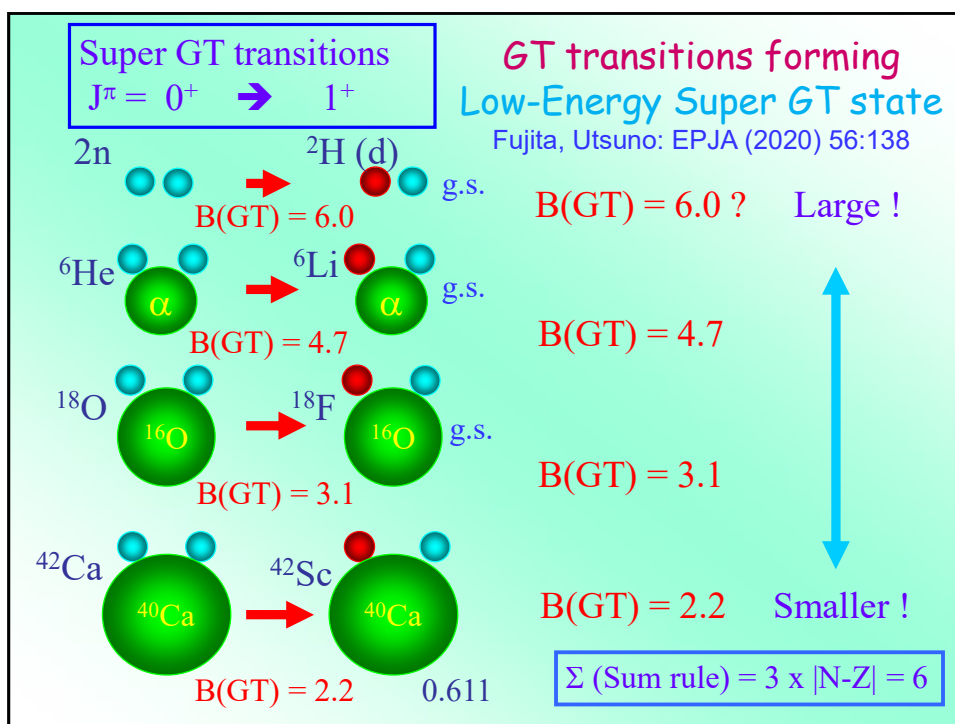 Super GT transitions
Jπ = 0+ ➔ 1+
GT transitions forming
Low-Energy Super GT state
Fujita, Utsuno: EPJA (2020) 56:138
2n
2H (d)
g.s.
B(GT) = 6.0
B(GT) = 6.0 ? Large !
6He
α
6Li
α
g.s.
B(GT) = 4.7
B(GT) = 4.7
18O
16O
18F
16O
g.s.
B(GT) = 3.1
B(GT) = 3.1
42Ca
40Ca
42Sc
40Ca
B(GT) = 2.2 Smaller !
B(GT) = 2.2
0.611
Σ (Sum rule) = 3 x |N-Z| = 6